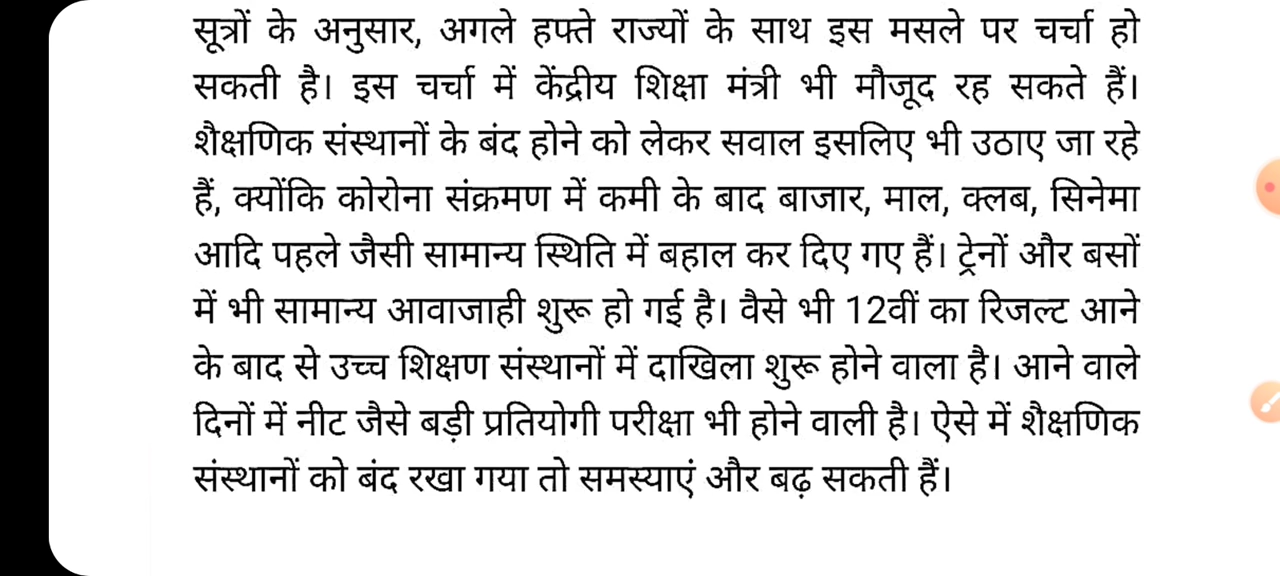 सूत्रों के अनुसार, अगले हफ्ते राज्यों के साथ इस मसले पर चर्चा हो
सकती है। इस चर्चा में केंद्रीय शिक्षा मंत्री भी मौजूद रह सकते हैं।
शैक्षणिक संस्थानों के बंद होने को लेकर सवाल इसलिए भी उठाए जा रहे
हैं, क्योंकि कोरोना संक्रमण में कमी के बाद बाजार, माल, क्लब, सिनेमा
आदि पहले जैसी सामान्य स्थिति में बहाल कर दिए गए हैं। ट्रेनों और बसों
में भी सामान्य आवाजाही शुरू हो गई है। वैसे भी 12वीं का रिजल्ट आने
के बाद से उच्च शिक्षण संस्थानों में दाखिला शुरू होने वाला है। आने वाले
दिनों में नीट जैसे बड़ी प्रतियोगी परीक्षा भी होने वाली है। ऐसे में शैक्षणिक
संस्थानों को बंद रखा गया तो समस्याएं और बढ़ सकती हैं।